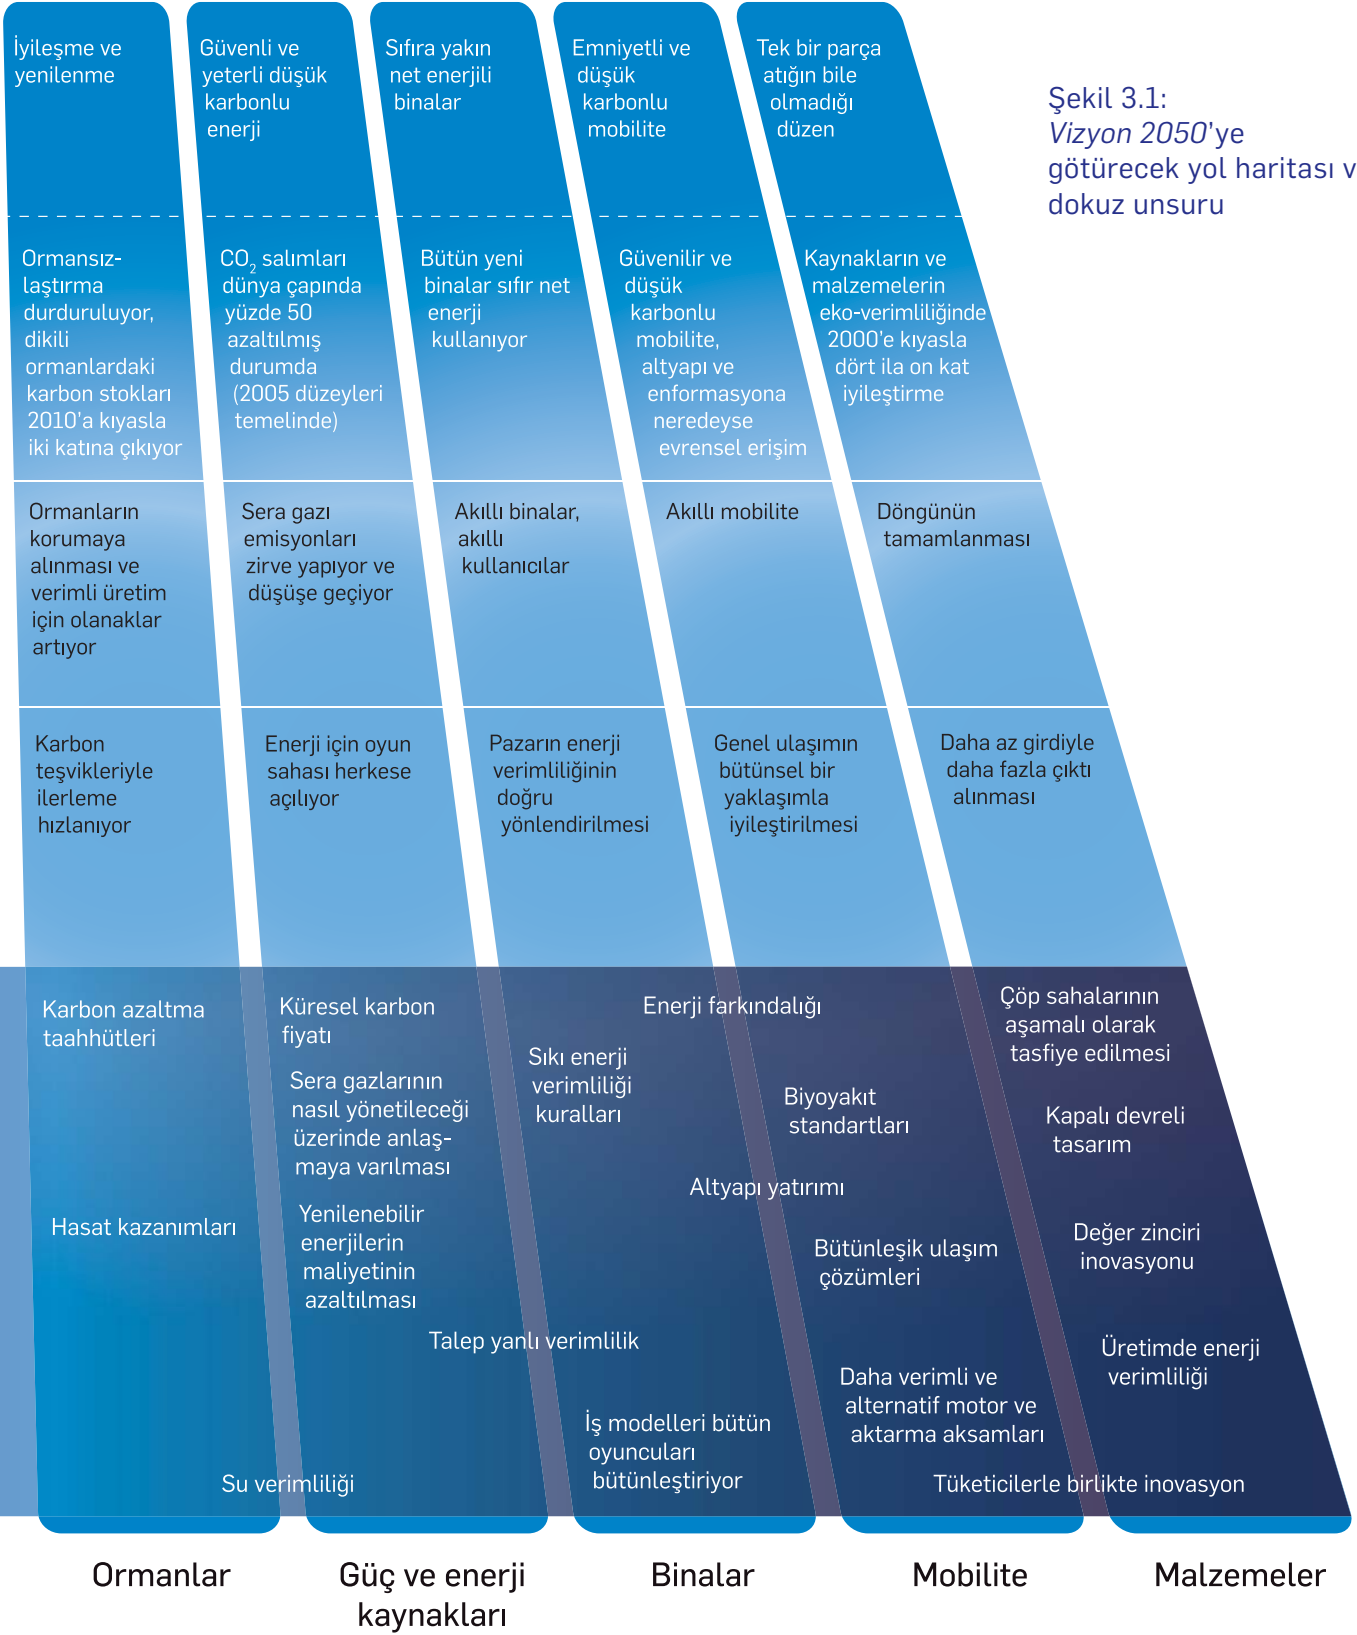 İyileşme ve
yenilenme
Güvenli ve
yeterli düşük
karbonlu
enerji
Sıfıra yakın
net enerjili
binalar
Emniyetli ve
düşük
karbonlu
mobilite
Tek bir parça
atığın bile
olmadığı
düzen
Şekil 3.1:
Vizyon 2050'ye
götürecek yol haritası v
dokuz unsuru
Ormansız-
laştırma
durduruluyor,
dikili
ormanlardaki
karbon stokları
2010'a kıyasla
iki katına çıkıyor
CO₂ salımları
dünya çapında
yüzde 50
azaltılmış
durumda
(2005 düzeyleri
temelinde)
Bütün yeni
binalar sıfır net
enerji
kullanıyor
Güvenilir ve
düşük
karbonlu
mobilite,
altyapı ve
enformasyona
neredeyse
evrensel erişim
Kaynakların ve
malzemelerin
eko-verimliliğinde
2000'e kıyasla
dört ila on kat
iyileştirme
Ormanların
korumaya
alınması ve
verimli üretim
için olanaklar
artıyor
Sera gazı
emisyonları
zirve yapıyor ve
düşüşe geçiyor
Akıllı binalar,
akıllı
kullanıcılar
Akıllı mobilite
Döngünün
tamamlanması
Karbon
teşvikleriyle
ilerleme
hızlanıyor
Enerji için oyun
sahası herkese
açılıyor
Pazarın enerji
verimliliğinin
doğru
yönlendirilmesi
Genel ulaşımın
bütünsel bir
yaklaşımla
iyileştirilmesi
Daha az girdiyle
daha fazla çıktı
alınması
Karbon azaltma
taahhütleri
Hasat kazanımları
Küresel karbon
fiyatı
Sera gazlarının
nasıl yönetileceği
üzerinde anlaş-
maya varılması
Yenilenebilir
enerjilerin
maliyetinin
azaltılması
Talep yanlı verimlilik
Su verimliliği
Enerji farkındalığı
Sıkı enerji
verimliliği
kuralları
Altyapı yatırımı
İş modelleri bütün
oyuncuları
bütünleştiriyor
Biyoyakıt
standartları
Bütünleşik ulaşım
çözümleri
Daha verimli ve
alternatif motor ve
aktarma aksamları
Çöp sahalarının
aşamalı olarak
tasfiye edilmesi
Kapalı devreli
tasarım
Değer zinciri
inovasyonu
Üretimde enerji
verimliliği
Tüketicilerle birlikte inovasyon
Ormanlar
Güç ve enerji
kaynakları
Binalar
Mobilite
Malzemeler